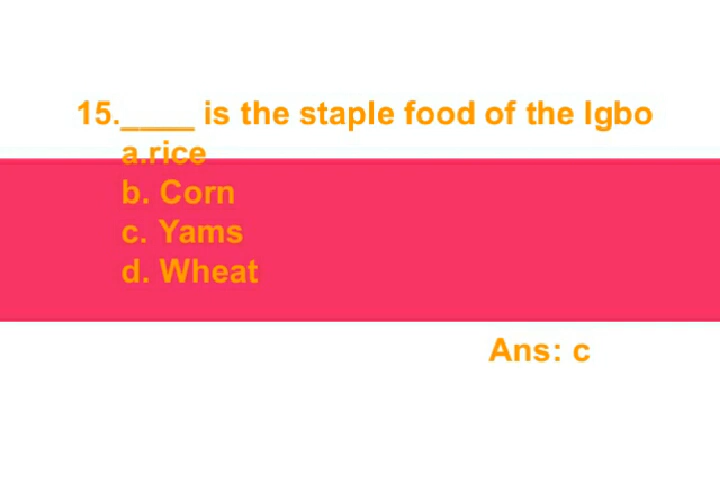 15.____ is the staple food of the Igbo
a.rice
b. Corn
c. Yams
d. Wheat
Ans: c